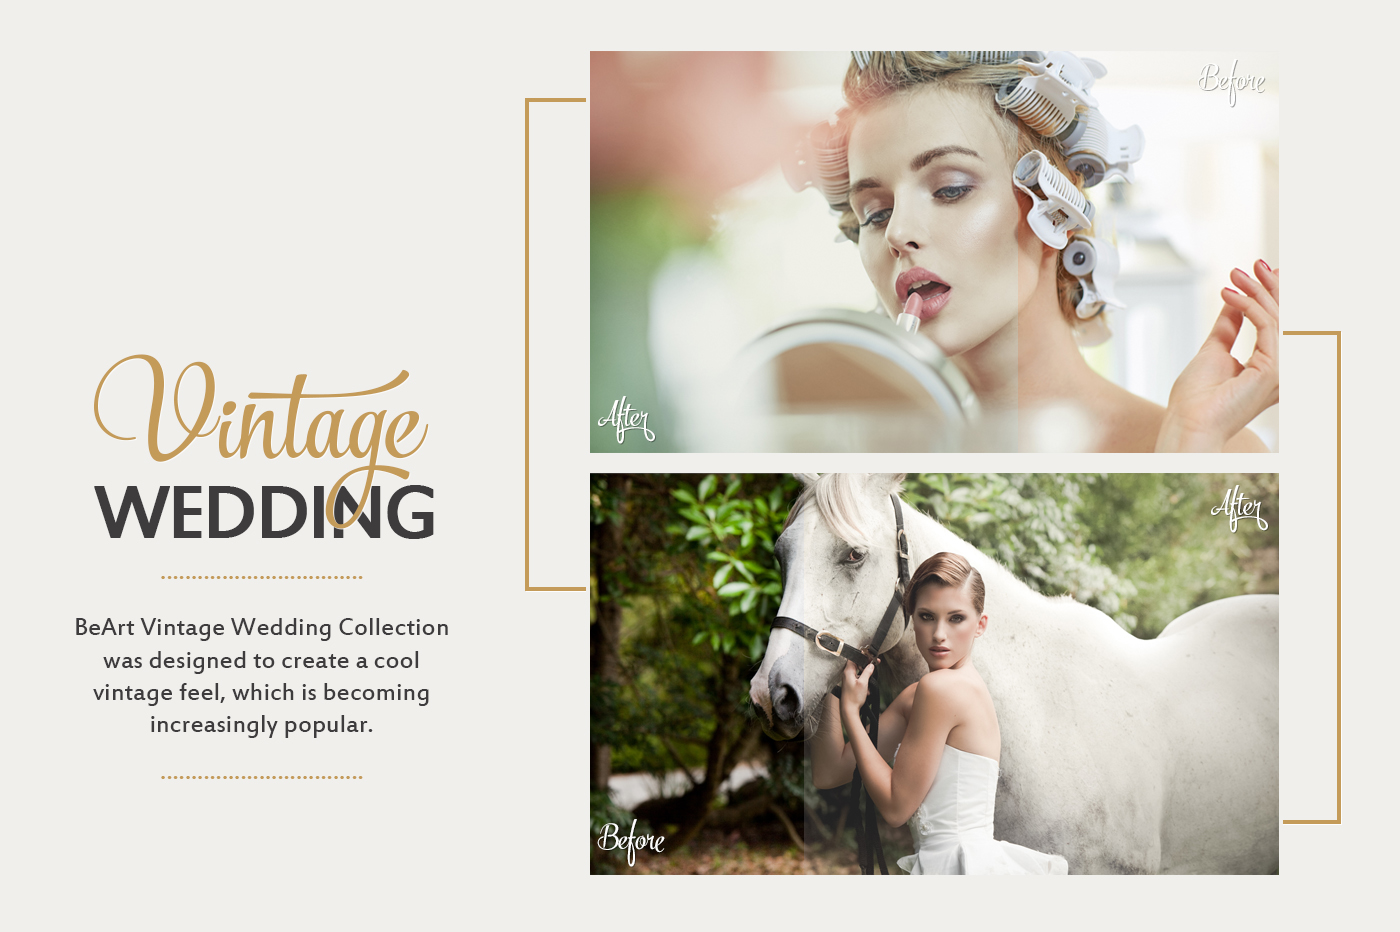 Vintage
WEDDING
BeArt Vintage Wedding Collection
was designed to create a cool
vintage feel, which is becoming
increasingly popular.
Before
After
After
Before